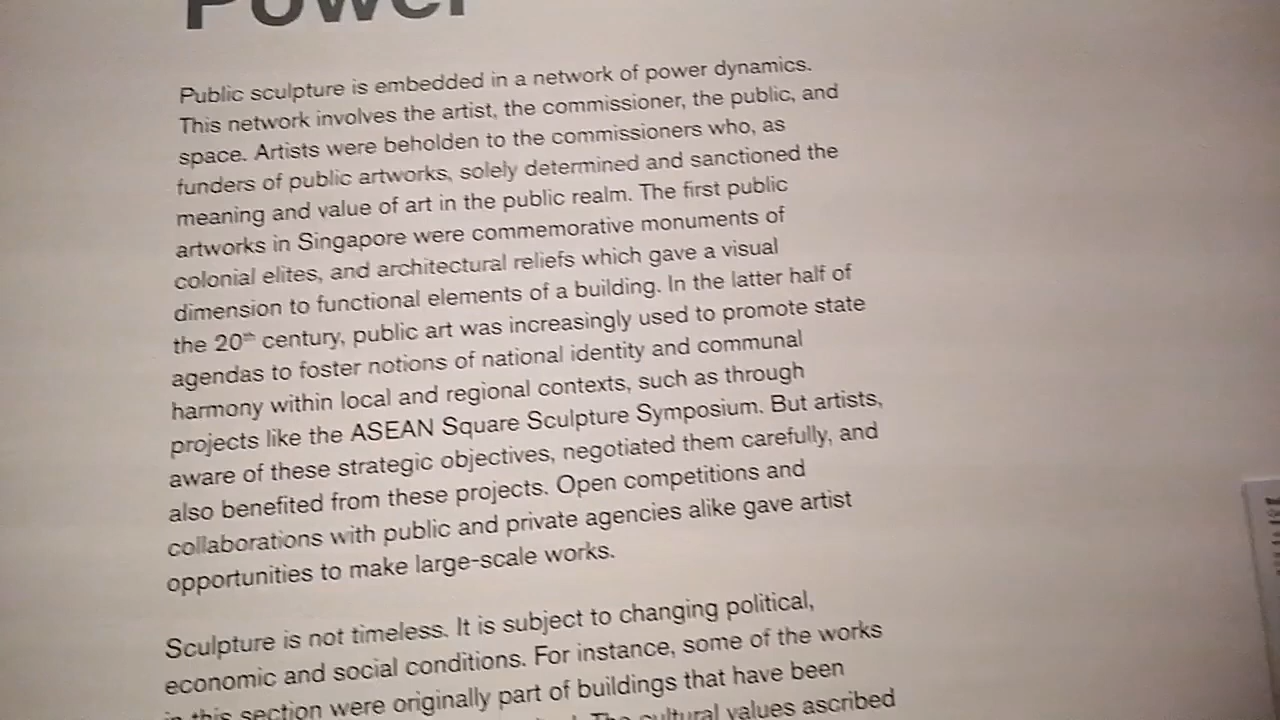 Power
Public sculpture is embedded in a network of power dynamics.
This network involves the artist, the commissioner, the public, and
space. Artists were beholden to the commissioners who, as
funders of public artworks, solely determined and sanctioned the
meaning and value of art in the public realm. The first public
artworks in Singapore were commemorative monuments of
colonial elites, and architectural reliefs which gave a visual
dimension to functional elements of a building. In the latter half of
the 20th century, public art was increasingly used to promote state
agendas to foster notions of national identity and communal
harmony within local and regional contexts, such as through
projects like the ASEAN Square Sculpture Symposium. But artists,
aware of these strategic objectives, negotiated them carefully, and
also benefited from these projects. Open competitions and
collaborations with public and private agencies alike gave artist
opportunities to make large-scale works.
Sculpture is not timeless. It is subject to changing political,
economic and social conditions. For instance, some of the works
in this section were originally part of buildings that have been
The cultural values ascribed